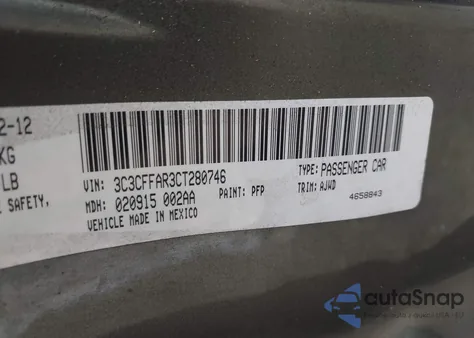 2-12
KG
LB
SAFETY,
VIN: 3C3CFFAR3CT280746
TYPE: PASSENGER CAR
MDH: 020915 002AA
PAINT: PFP
TRIM: AJWD
VEHICLE MADE IN MEXICO
4658843
autoSnap